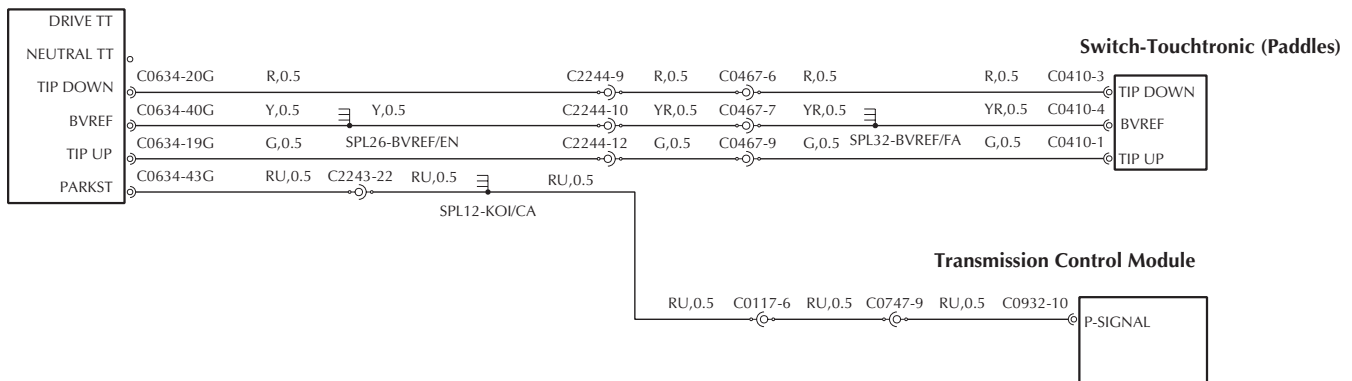 DRIVE TT
NEUTRAL TT
Switch-Touchtronic (Paddles)
C0634-20G R,0.5 C2244-9 R,0.5 C0467-6 R,0.5 R,0.5 C0410-3
TIP DOWN TIP DOWN
C0634-40G Y,0.5 Y,0.5 C2244-10 YR,0.5 C0467-7 YR,0.5 YR,0.5 C0410-4
BVREF BVREF
C0634-19G G,0.5 SPL26-BVREF/EN C2244-12 G,0.5 C0467-9 G,0.5 SPL32-BVREF/FA G,0.5 C0410-1
TIP UP TIP UP
C0634-43G RU,0.5 C2243-22 RU,0.5 RU,0.5
PARKST
SPL12-KOI/CA
Transmission Control Module
RU,0.5 C0117-6 RU,0.5 C0747-9 RU,0.5 C0932-10
P-SIGNAL